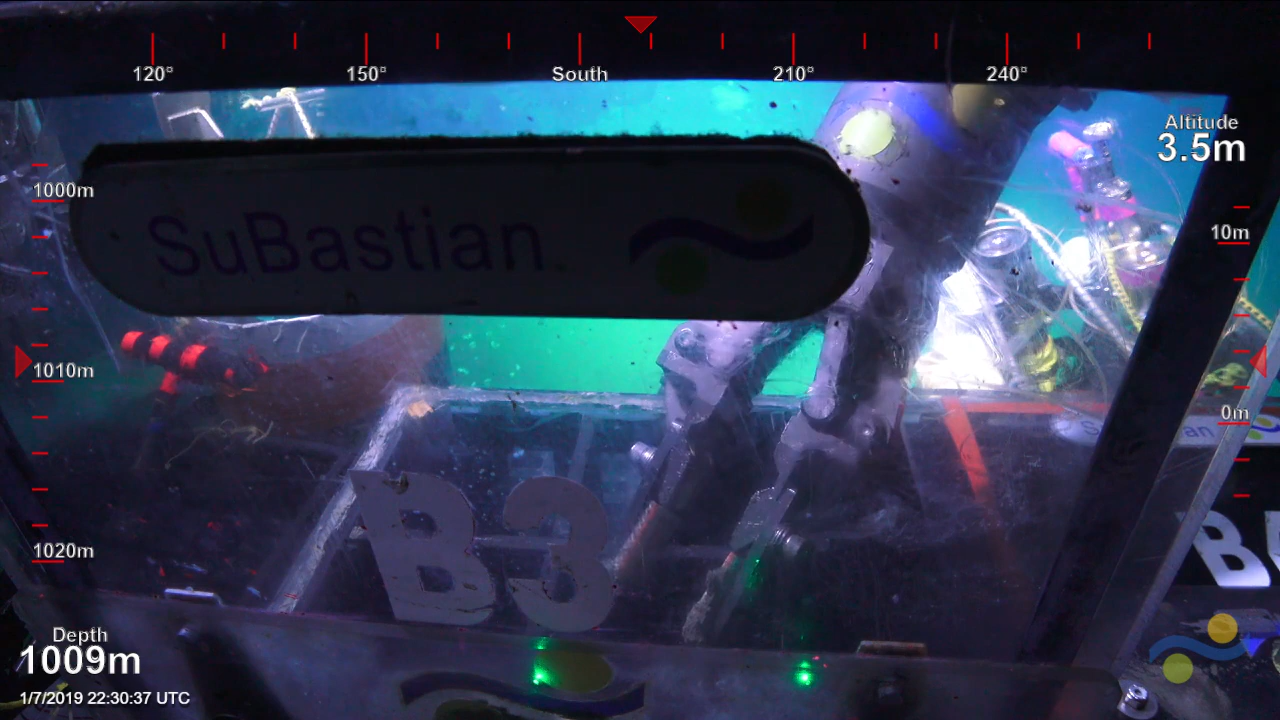 120° 150° South 210° 240°
Altitude
3.5m
1000m
SuBastian
10m
1010m
0m
B3
1020m
Depth
1009m
1/7/2019 22:30:37 UTC